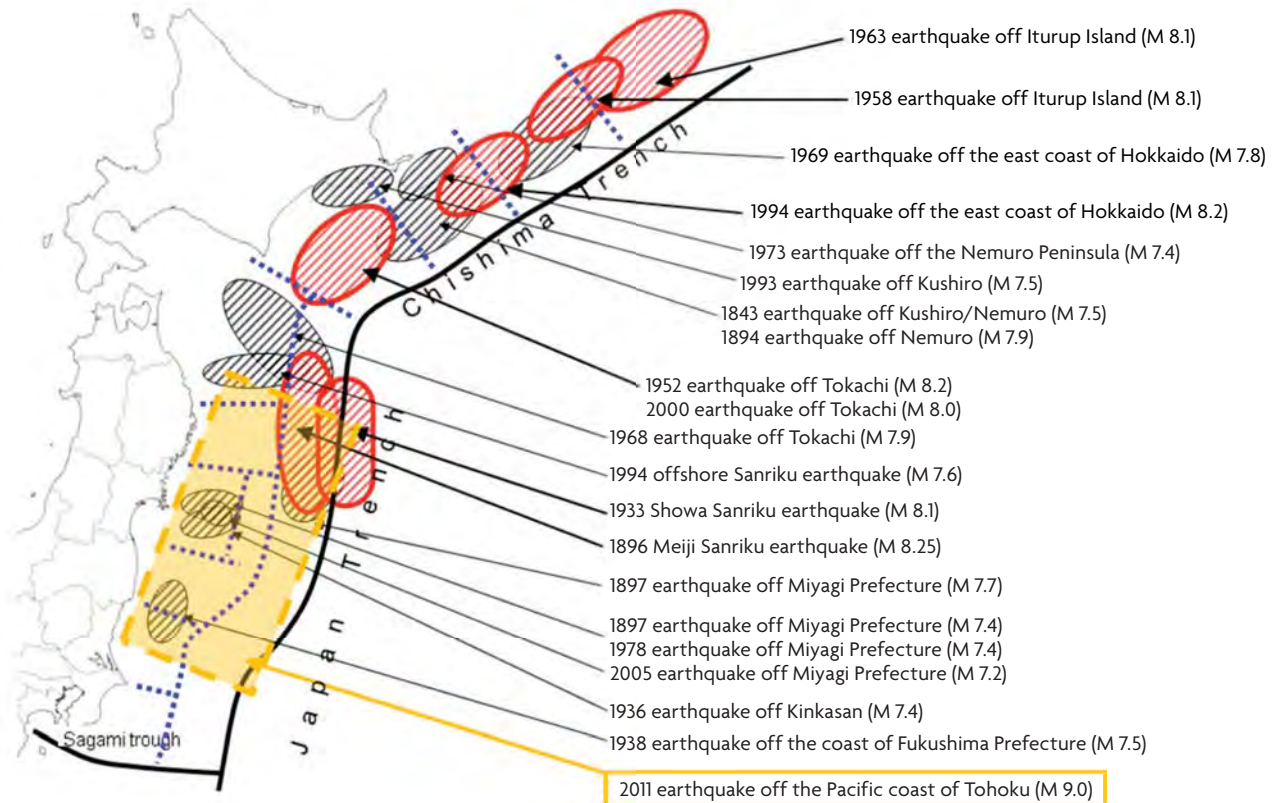 1963 earthquake off Iturup Island (M 8.1)
1958 earthquake off Iturup Island (M 8.1)
1969 earthquake off the east coast of Hokkaido (M 7.8)
1994 earthquake off the east coast of Hokkaido (M 8.2)
1973 earthquake off the Nemuro Peninsula (M 7.4)
1993 earthquake off Kushiro (M 7.5)
1843 earthquake off Kushiro/Nemuro (M 7.5)
1894 earthquake off Nemuro (M 7.9)
Chishima Trench
1952 earthquake off Tokachi (M 8.2)
2000 earthquake off Tokachi (M 8.0)
1968 earthquake off Tokachi (M 7.9)
1994 offshore Sanriku earthquake (M 7.6)
1933 Showa Sanriku earthquake (M 8.1)
1896 Meiji Sanriku earthquake (M 8.25)
1897 earthquake off Miyagi Prefecture (M 7.7)
1897 earthquake off Miyagi Prefecture (M 7.4)
1978 earthquake off Miyagi Prefecture (M 7.4)
2005 earthquake off Miyagi Prefecture (M 7.2)
1936 earthquake off Kinkasan (M 7.4)
Japan Trench
Sagami trough
1938 earthquake off the coast of Fukushima Prefecture (M 7.5)
2011 earthquake off the Pacific coast of Tohoku (M 9.0)